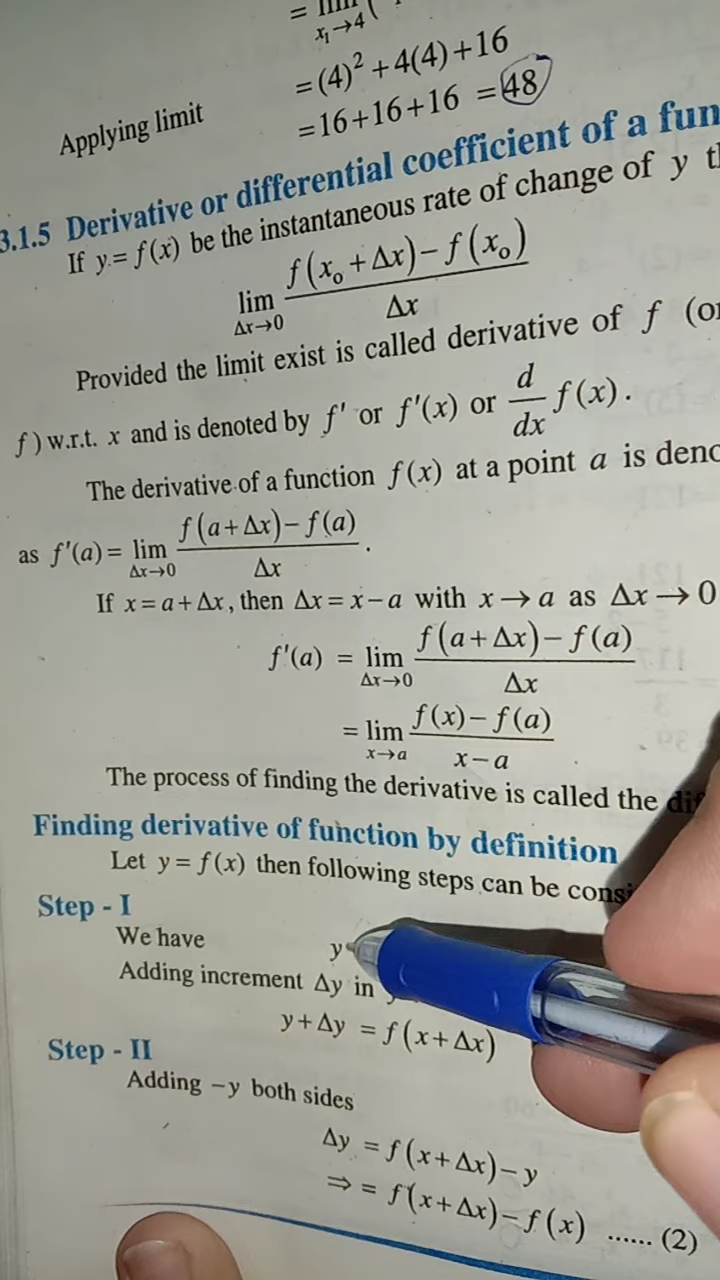 = lim (
x₁→4
= (4)² + 4(4) + 16
Applying limit
= 16 + 16 + 16 = 48
3.1.5 Derivative or differential coefficient of a fun
If y = f(x) be the instantaneous rate of change of y th
lim f(x₀ + Δx) – f(x₀)
Δx→0 Δx
Provided the limit exist is called derivative of f (or
f) w.r.t. x and is denoted by f' or f'(x) or d/dx f(x).
The derivative of a function f(x) at a point a is deno
as f'(a) = lim f(a + Δx) – f(a) .
Δx→0 Δx
If x = a + Δx, then Δx = x – a with x → a as Δx → 0
f'(a) = lim f(a + Δx) – f(a)
Δx→0 Δx
= lim f(x) – f(a)
x→a x – a
The process of finding the derivative is called the dif
Finding derivative of function by definition
Let y = f(x) then following steps can be consi
Step - I
We have y
Adding increment Δy in
y + Δy = f(x + Δx)
Step - II
Adding –y both sides
Δy = f(x + Δx) – y
⇒ = f(x + Δx) – f(x) ...... (2)